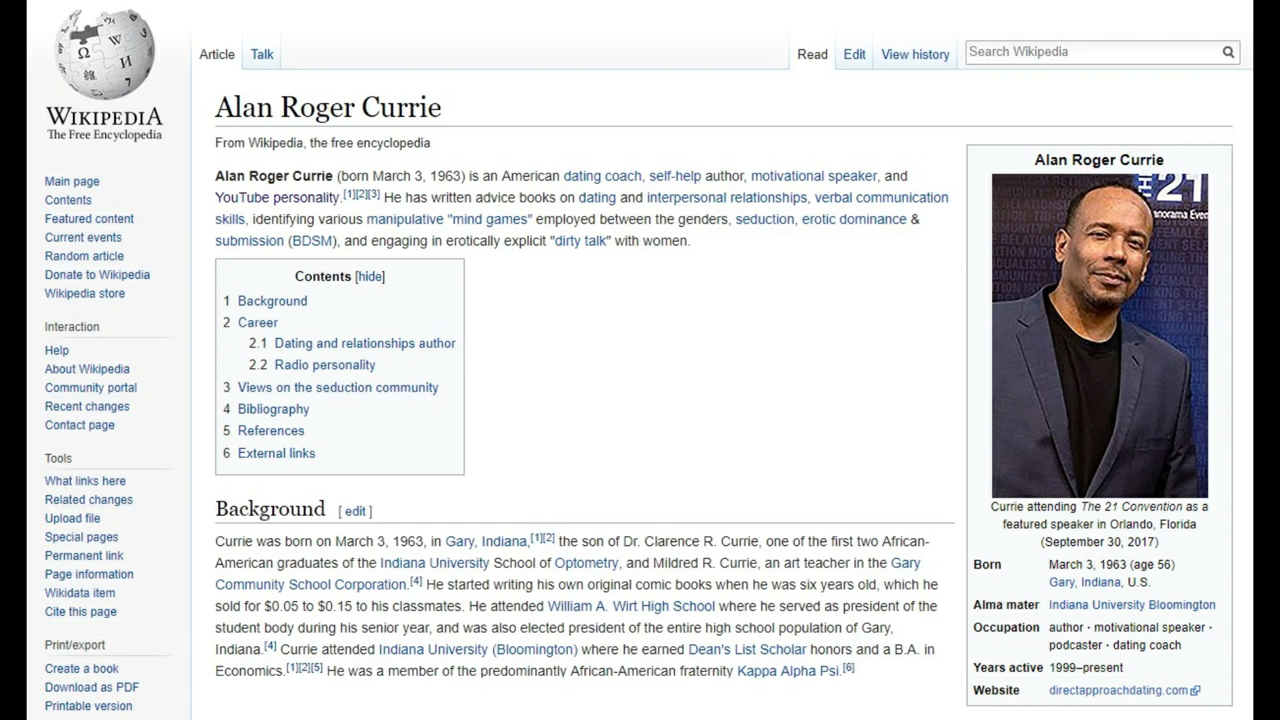 WIKIPEDIA
The Free Encyclopedia
Main page
Contents
Featured content
Current events
Random article
Donate to Wikipedia
Wikipedia store
Interaction
Help
About Wikipedia
Community portal
Recent changes
Contact page
Tools
What links here
Related changes
Upload file
Special pages
Permanent link
Page information
Wikidata item
Cite this page
Print/export
Create a book
Download as PDF
Printable version
Article Talk
Read Edit View history Search Wikipedia
Alan Roger Currie
From Wikipedia, the free encyclopedia
Alan Roger Currie (born March 3, 1963) is an American dating coach, self-help author, motivational speaker, and
YouTube personality.[1][2][3] He has written advice books on dating and interpersonal relationships, verbal communication
skills, identifying various manipulative "mind games" employed between the genders, seduction, erotic dominance &
submission (BDSM), and engaging in erotically explicit "dirty talk" with women.
Contents [hide]
1 Background
2 Career
2.1 Dating and relationships author
2.2 Radio personality
3 Views on the seduction community
4 Bibliography
5 References
6 External links
Background [ edit ]
Currie was born on March 3, 1963, in Gary, Indiana,[1][2] the son of Dr. Clarence R. Currie, one of the first two African-
American graduates of the Indiana University School of Optometry, and Mildred R. Currie, an art teacher in the Gary
Community School Corporation.[4] He started writing his own original comic books when he was six years old, which he
sold for $0.05 to $0.15 to his classmates. He attended William A. Wirt High School where he served as president of the
student body during his senior year, and was also elected president of the entire high school population of Gary,
Indiana.[4] Currie attended Indiana University (Bloomington) where he earned Dean's List Scholar honors and a B.A. in
Economics.[1][2][5] He was a member of the predominantly African-American fraternity Kappa Alpha Psi.[6]
Alan Roger Currie
21
Currie attending The 21 Convention as a
featured speaker in Orlando, Florida
(September 30, 2017)
Born March 3, 1963 (age 56)
Gary, Indiana, U.S.
Alma mater Indiana University Bloomington
Occupation author · motivational speaker ·
podcaster · dating coach
Years active 1999–present
Website directapproachdating.com